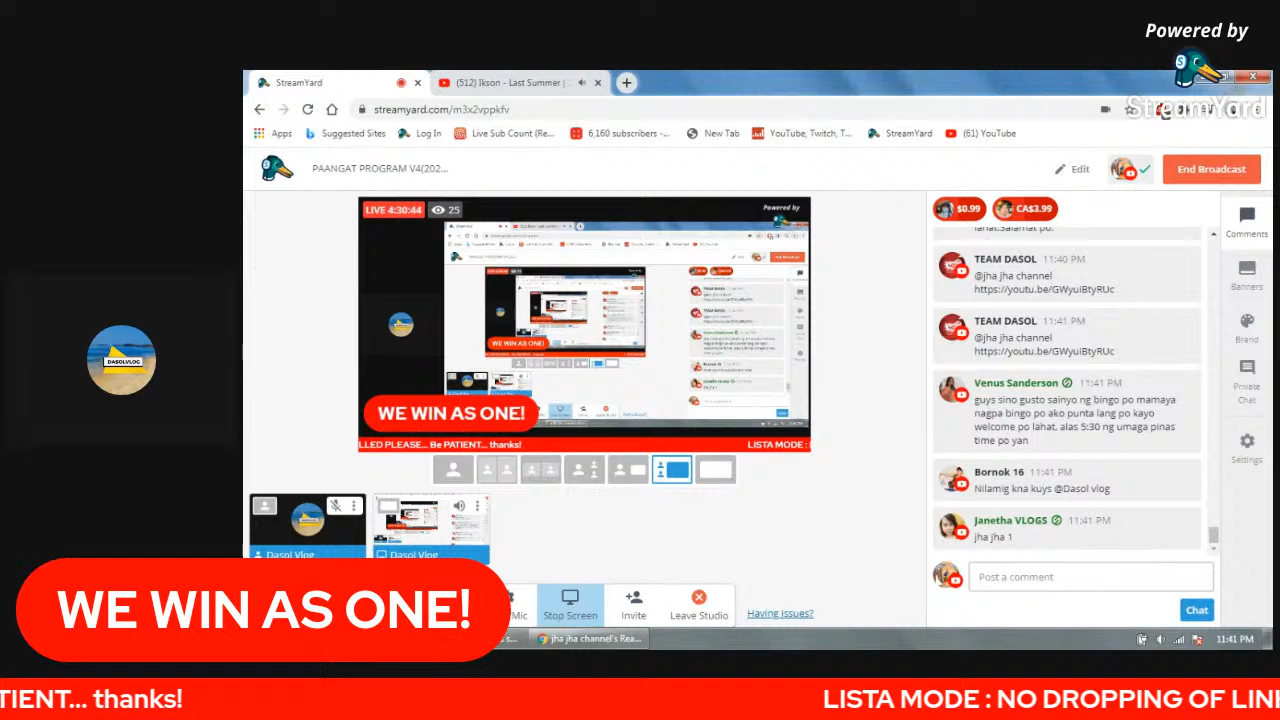 Powered by
StreamYard
StreamYard
(512) Ikson - Last Summer |
streamyard.com/m3x2vppkfv
Apps
Suggested Sites
Log In
Live Sub Count (Re...
6,160 subscribers -...
New Tab
YouTube, Twitch, T...
StreamYard
(61) YouTube
PAANGAT PROGRAM V4(202...
Edit
End Broadcast
LIVE 4:30:44
25
Powered by
$0.99
CA$3.99
Comments
TEAM DASOL 11:40 PM
@jha jha channel
https://youtu.be/GWyuiBtyRUc
Banners
TEAM DASOL 11:41 PM
@jha jha channel
https://youtu.be/GWyuiBtyRUc
Brand
DASOLVLOG
WE WIN AS ONE!
Private
Chat
Venus Sanderson 11:41 PM
guys sino gusto sainyo ng bingo po mamaya
nagpa bingo po ako punta lang po kayo
welcome po lahat, alas 5:30 ng umaga pinas
time po yan
WE WIN AS ONE!
LLED PLEASE... Be PATIENT... thanks!
LISTA MODE :
Settings
Bornok 16 11:41 PM
Nilamig kna kuys @Dasol vlog
Janetha VLOGS 11:41 PM
jha jha 1
Dasol Vlog
Dasol Vlog
Post a comment
Chat
Mic
Stop Screen
Invite
Leave Studio
Having issues?
jha jha channel's Rea...
11:41 PM
WE WIN AS ONE!
TIENT... thanks!
LISTA MODE : NO DROPPING OF LIN